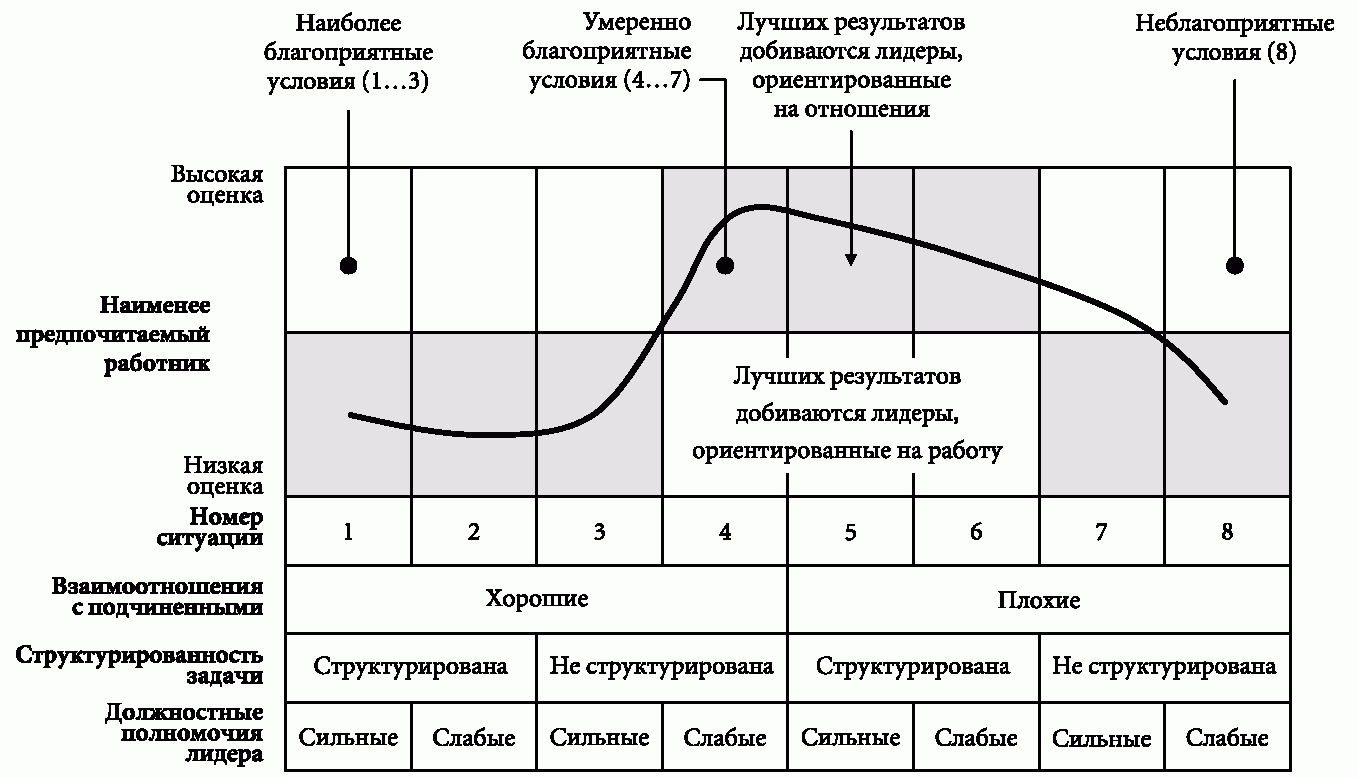 Наиболее
благоприятные
условия (1…3)
Умеренно
благоприятные
условия (4…7)
Лучших результатов
добиваются лидеры,
ориентированные
на отношения
Неблагоприятные
условия (8)
Высокая
оценка
Наименее
предпочитаемый
работник
Лучших результатов
добиваются лидеры,
ориентированные на работу
Низкая
оценка
Номер
ситуации
1 2 3 4 5 6 7 8
Взаимоотношения
с подчиненными
Хорошие Плохие
Структурированность
задачи
Структурирована Не структурирована Структурирована Не структурирована
Должностные
полномочия
лидера
Сильные Слабые Сильные Слабые Сильные Слабые Сильные Слабые